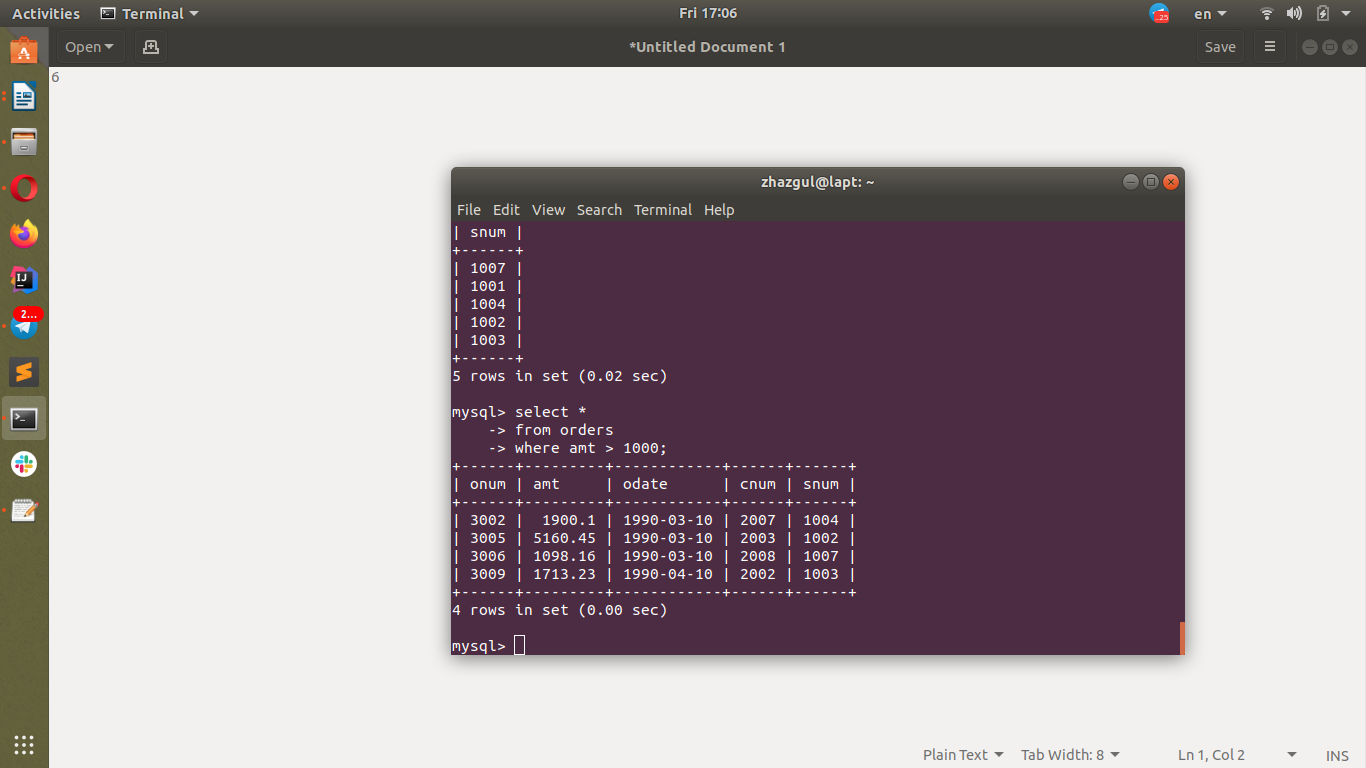 Activities Terminal Fri 17:06 en
Open *Untitled Document 1 Save
6
zhazgul@lapt: ~
File Edit View Search Terminal Help
| snum |
+------+
| 1007 |
| 1001 |
| 1004 |
| 1002 |
| 1003 |
+------+
5 rows in set (0.02 sec)
mysql> select *
    -> from orders
    -> where amt > 1000;
+------+---------+------------+------+------+
| onum | amt     | odate      | cnum | snum |
+------+---------+------------+------+------+
| 3002 |  1900.1 | 1990-03-10 | 2007 | 1004 |
| 3005 | 5160.45 | 1990-03-10 | 2003 | 1002 |
| 3006 | 1098.16 | 1990-03-10 | 2008 | 1007 |
| 3009 | 1713.23 | 1990-04-10 | 2002 | 1003 |
+------+---------+------------+------+------+
4 rows in set (0.00 sec)
mysql>
IJ
2...
Plain Text Tab Width: 8 Ln 1, Col 2 INS